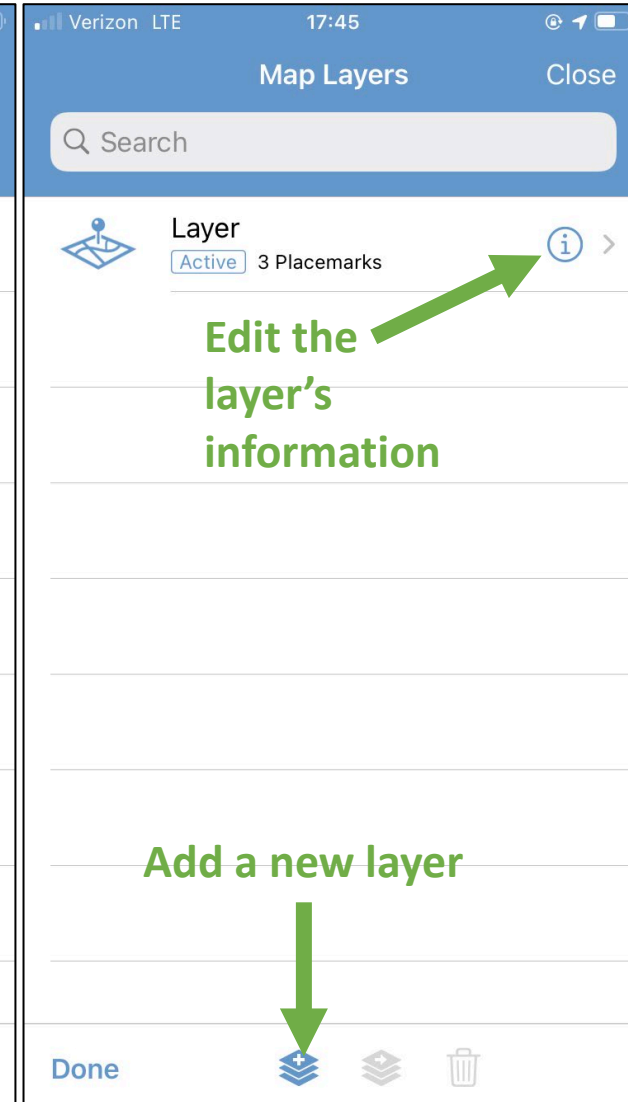 Verizon LTE 17:45
Map Layers Close
Search
Layer
Active 3 Placemarks
Edit the
layer’s
information
Add a new layer
Done